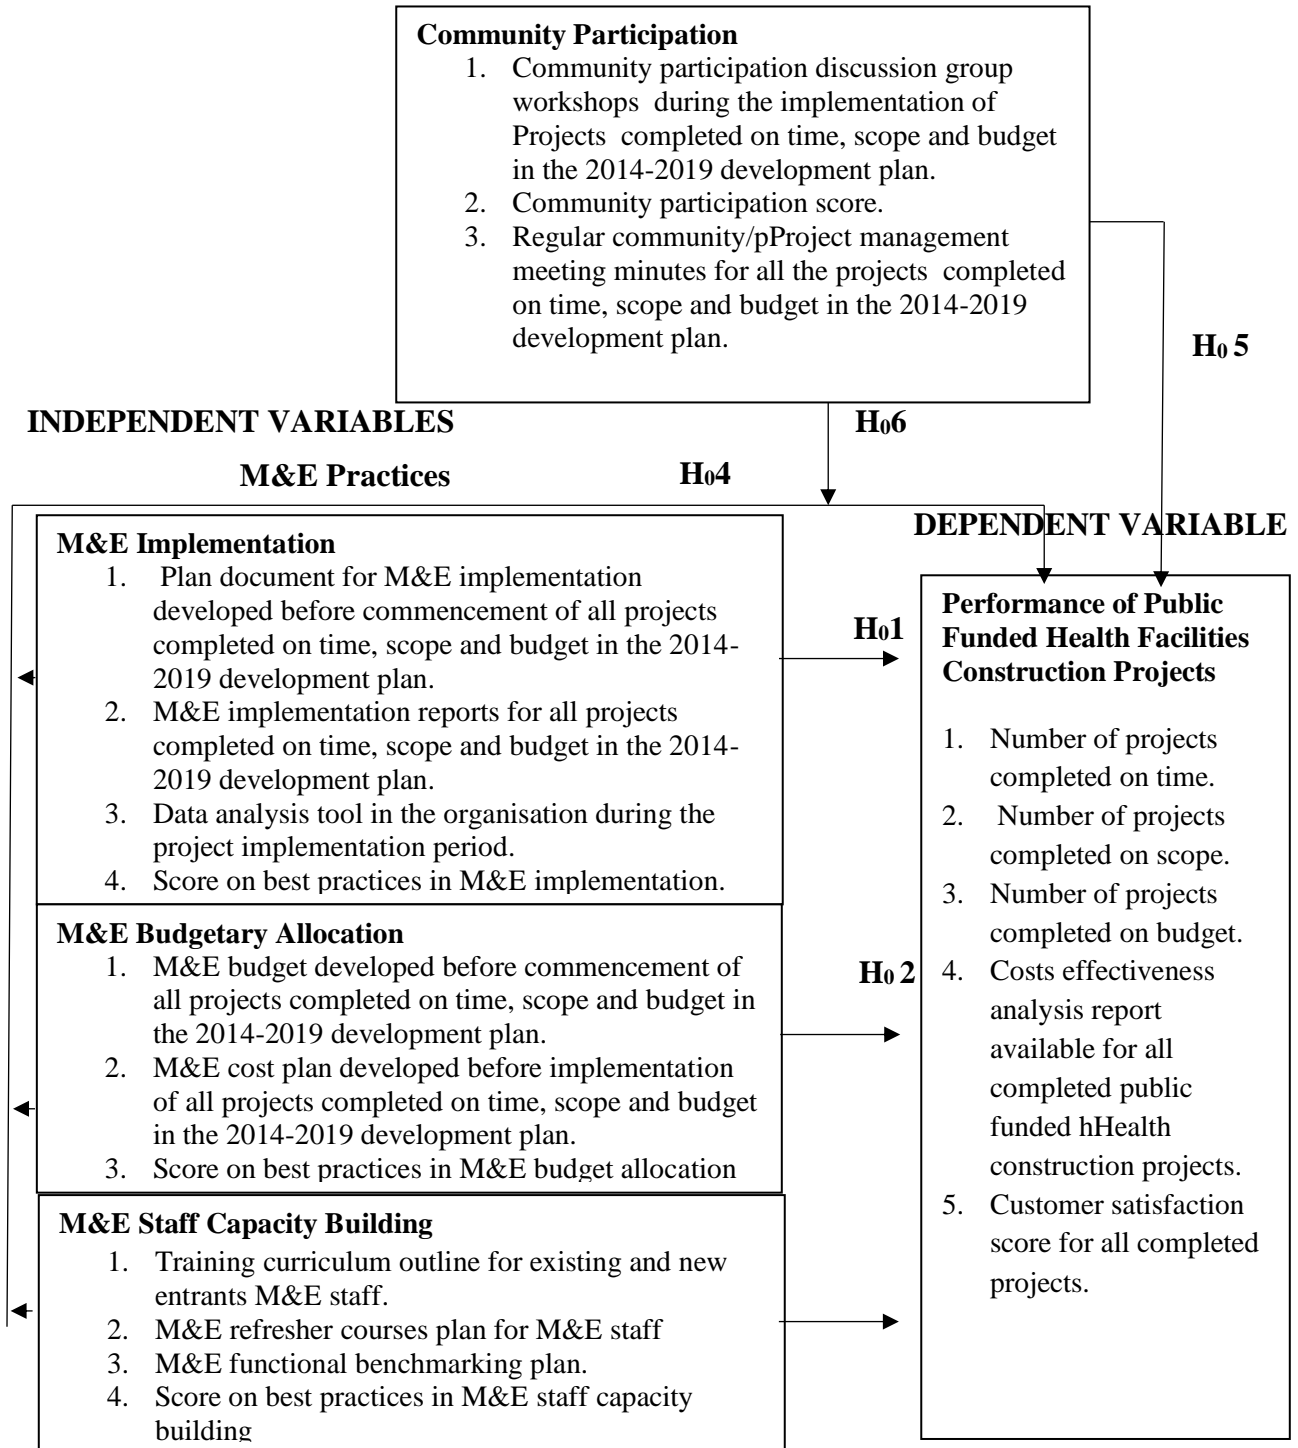 Community Participation
1. Community participation discussion group
workshops during the implementation of
Projects completed on time, scope and budget
in the 2014-2019 development plan.
2. Community participation score.
3. Regular community/pProject management
meeting minutes for all the projects completed
on time, scope and budget in the 2014-2019
development plan.
H₀ 5
INDEPENDENT VARIABLES
H₀6
M&E Practices
H₀4
DEPENDENT VARIABLE
M&E Implementation
1. Plan document for M&E implementation
developed before commencement of all projects
completed on time, scope and budget in the 2014-
2019 development plan.
2. M&E implementation reports for all projects
completed on time, scope and budget in the 2014-
2019 development plan.
3. Data analysis tool in the organisation during the
project implementation period.
4. Score on best practices in M&E implementation.
H₀1
M&E Budgetary Allocation
1. M&E budget developed before commencement of
all projects completed on time, scope and budget in
the 2014-2019 development plan.
2. M&E cost plan developed before implementation
of all projects completed on time, scope and budget
in the 2014-2019 development plan.
3. Score on best practices in M&E budget allocation
H₀ 2
M&E Staff Capacity Building
1. Training curriculum outline for existing and new
entrants M&E staff.
2. M&E refresher courses plan for M&E staff
3. M&E functional benchmarking plan.
4. Score on best practices in M&E staff capacity
building
Performance of Public
Funded Health Facilities
Construction Projects
1. Number of projects
completed on time.
2. Number of projects
completed on scope.
3. Number of projects
completed on budget.
4. Costs effectiveness
analysis report
available for all
completed public
funded hHealth
construction projects.
5. Customer satisfaction
score for all completed
projects.